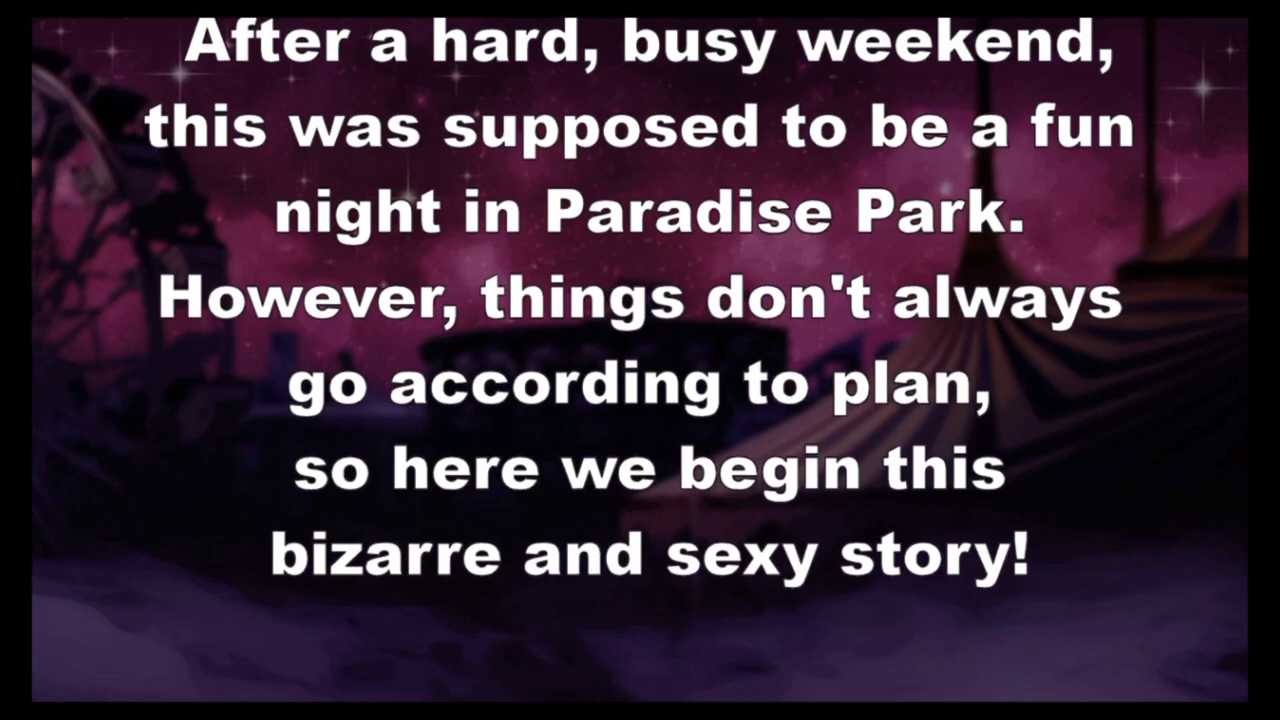 After a hard, busy weekend,
this was supposed to be a fun
night in Paradise Park.
However, things don't always
go according to plan,
so here we begin this
bizarre and sexy story!